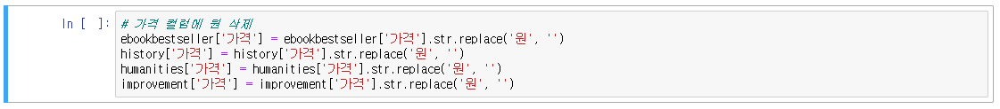 In [ ]: # 가격 컬럼에 원 삭제
ebookbestseller['가격'] = ebookbestseller['가격'].str.replace('원', '')
history['가격'] = history['가격'].str.replace('원', '')
humanities['가격'] = humanities['가격'].str.replace('원', '')
improvement['가격'] = improvement['가격'].str.replace('원', '')